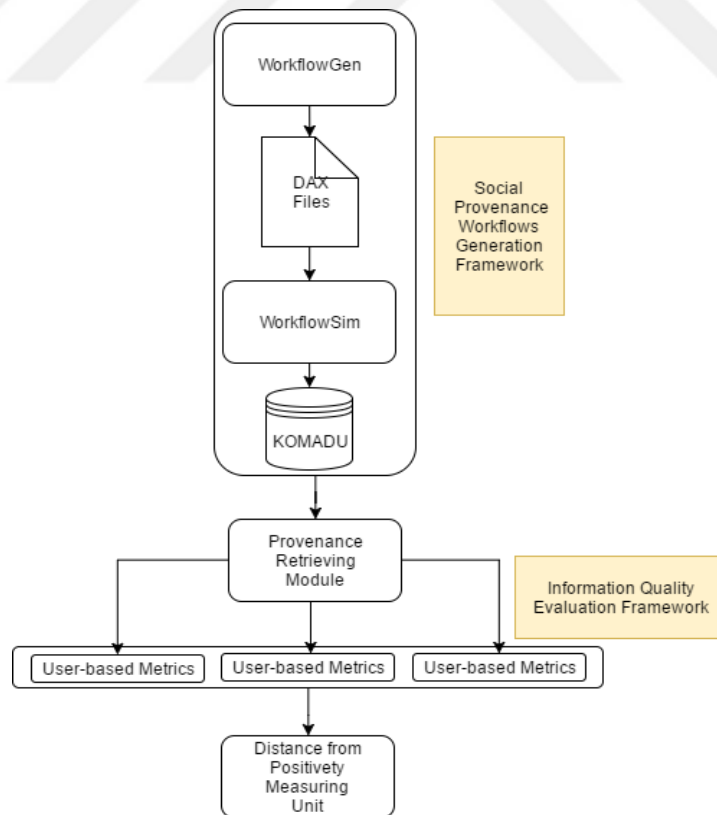 WorkflowGen
DAX
Files
Social
Provenance
Workflows
Generation
Framework
WorkflowSim
KOMADU
Provenance
Retrieving
Module
Information Quality
Evaluation Framework
User-based Metrics
User-based Metrics
User-based Metrics
Distance from
Positivety
Measuring
Unit